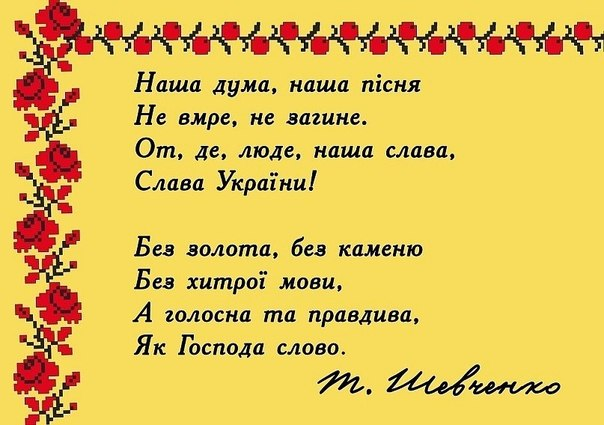 Наша дума, наша пісня
Не вмре, не загине.
От, де, люде, наша слава,
Слава України!
Без золота, без каменю
Без хитрої мови,
А голосна та правдива,
Як Господа слово.
Т. Шевченко